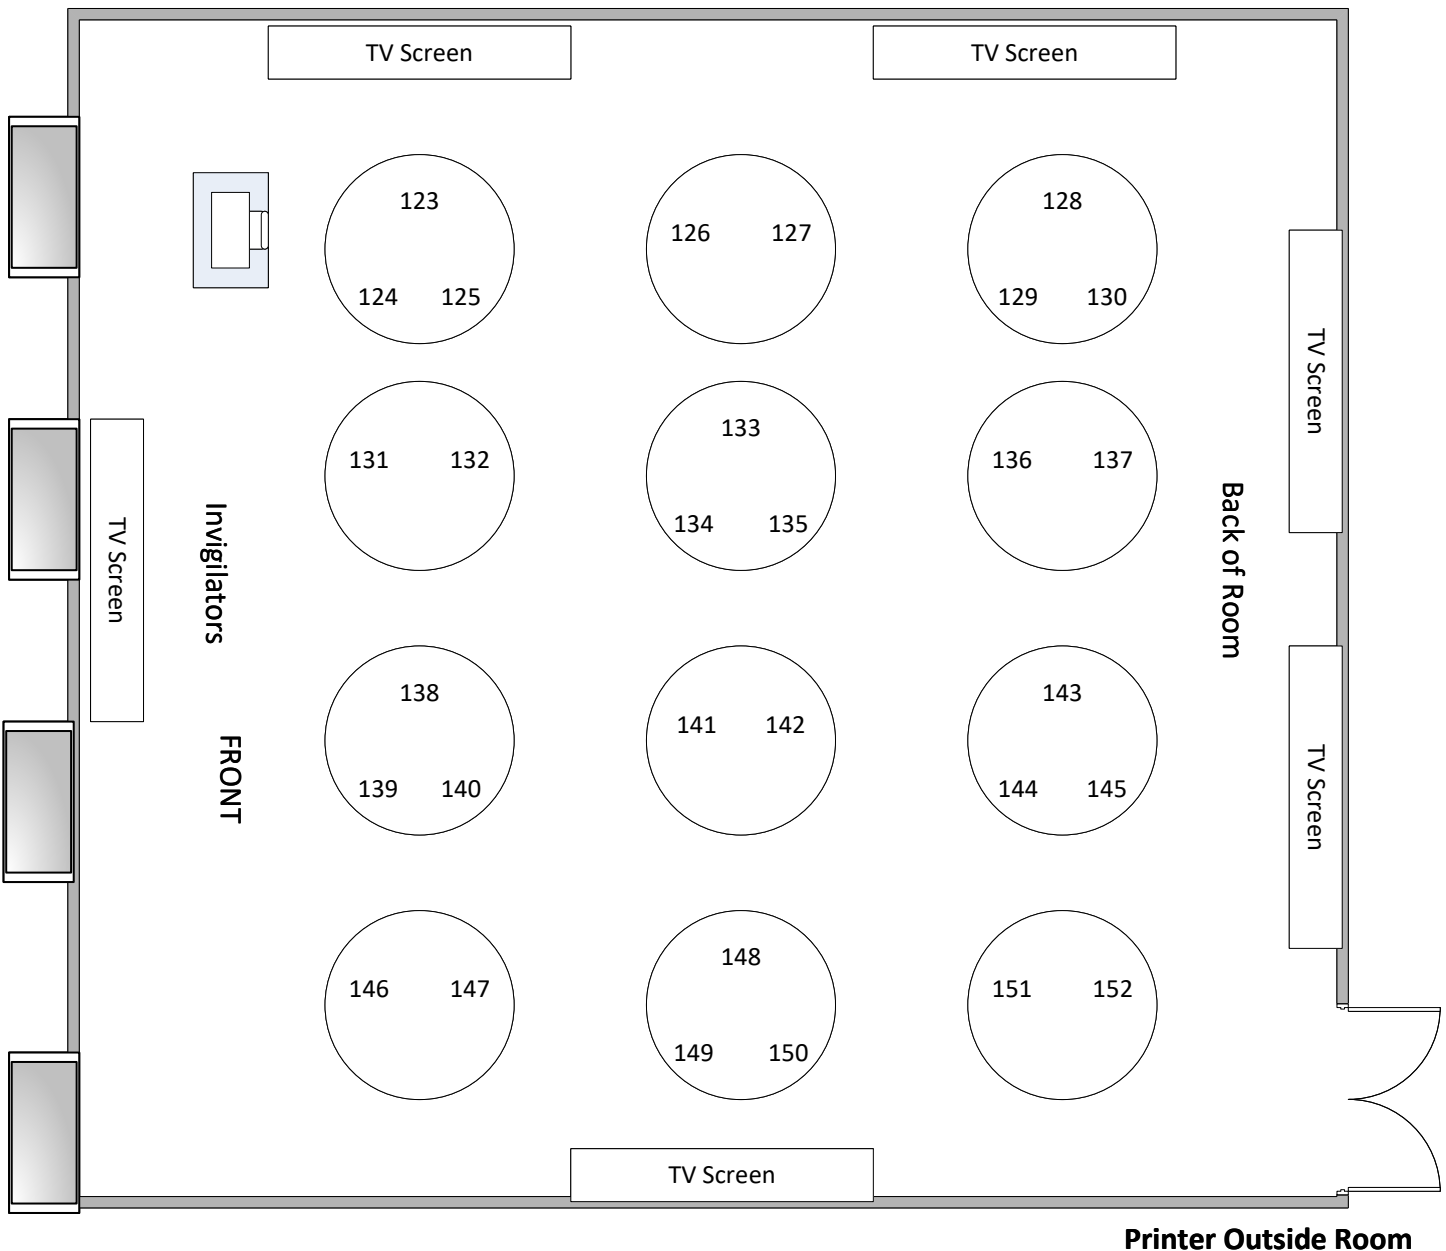 TV Screen
TV Screen
123
124 125
126 127
128
129 130
131 132
133
134 135
136 137
TV Screen
TV Screen
Invigilators
FRONT
Back of Room
TV Screen
138
139 140
141 142
143
144 145
146 147
148
149 150
151 152
TV Screen
Printer Outside Room